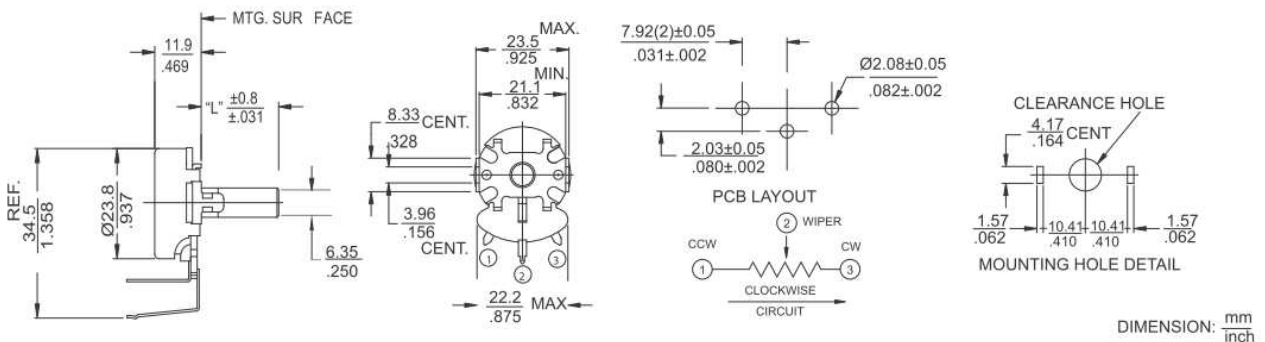 MTG. SUR FACE
11.9
.469
"L" ±0.8
±.031
REF.
34.5
1.358
Ø23.8
.937
6.35
.250
MAX.
23.5
.925
MIN.
21.1
.832
8.33 CENT.
.328
3.96
.156
CENT.
1
2
3
22.2 MAX
.875
7.92(2)±0.05
.031±.002
Ø2.08±0.05
.082±.002
2.03±0.05
.080±.002
PCB LAYOUT
2 WIPER
CCW
CW
1
3
CLOCKWISE
CIRCUIT
CLEARANCE HOLE
4.17 CENT
.164
1.57
.062
10.41
.410
10.41
.410
1.57
.062
MOUNTING HOLE DETAIL
DIMENSION: mm
inch